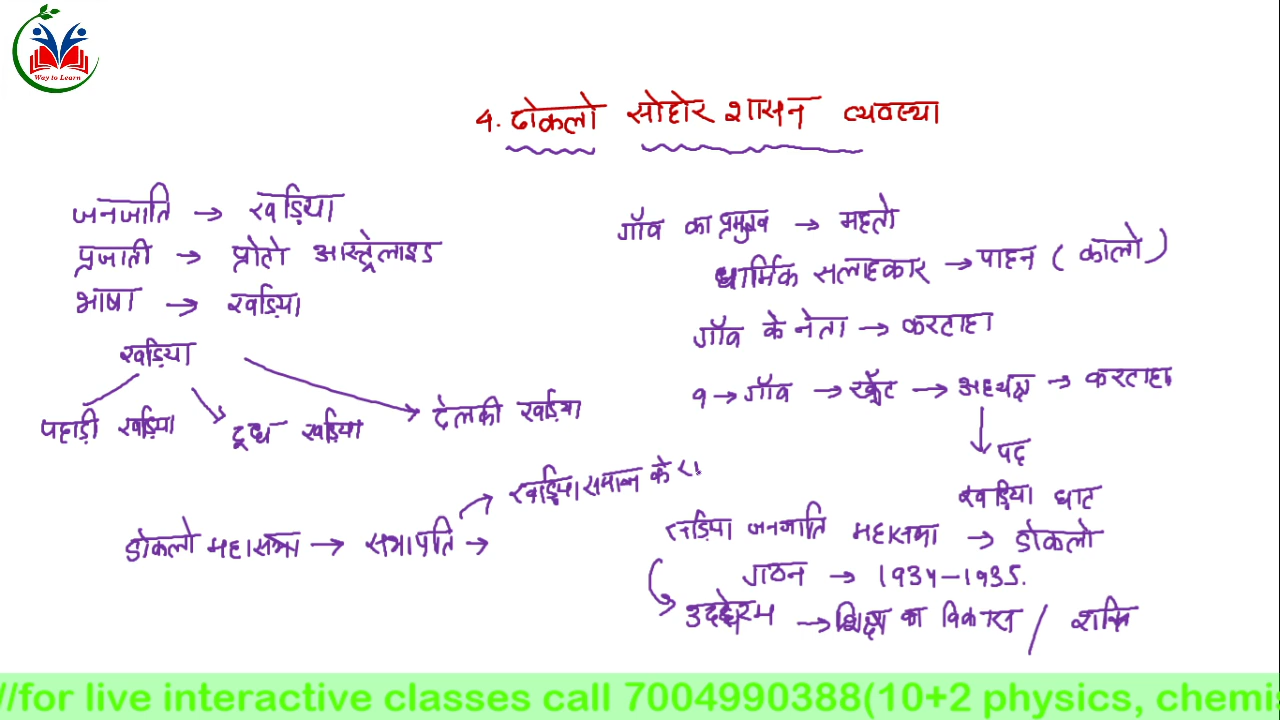 Way to Learn
4. ढोकलो सोहोर शासन व्यवस्था
जनजाति → खड़िया
प्रजाती → प्रोटो आस्ट्रेलाइड
भाषा → खड़िया
खड़िया
पहाड़ी खड़िया
दूध खड़िया
ढेलकी खड़िया
डोकलो महासभा → सभापति →
खड़िया समाज के
गाँव का प्रमुख → महतो
धार्मिक सलाहकार → पाहन ( कालो )
गाँव के नेता → करटाहा
९ → गाँव → खूँट → अध्यक्ष → करटाहा
पद
खड़िया घाट
खड़िया जनजाति महासभा → डोकलो
गठन → 1934-1935.
उद्देश्य → शिक्षा का विकास /
//for live interactive classes call 7004990388(10+2 physics, chemis